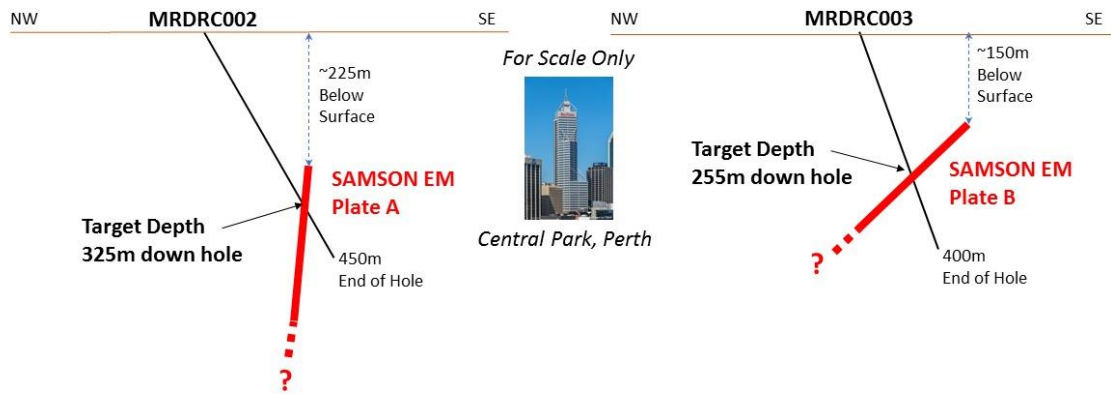 NW
MRDRC002
SE
~225m
Below
Surface
SAMSON EM
Plate A
Target Depth
325m down hole
450m
End of Hole
?
For Scale Only
Central Park, Perth
NW
MRDRC003
SE
~150m
Below
Surface
Target Depth
255m down hole
SAMSON EM
Plate B
400m
End of Hole
?